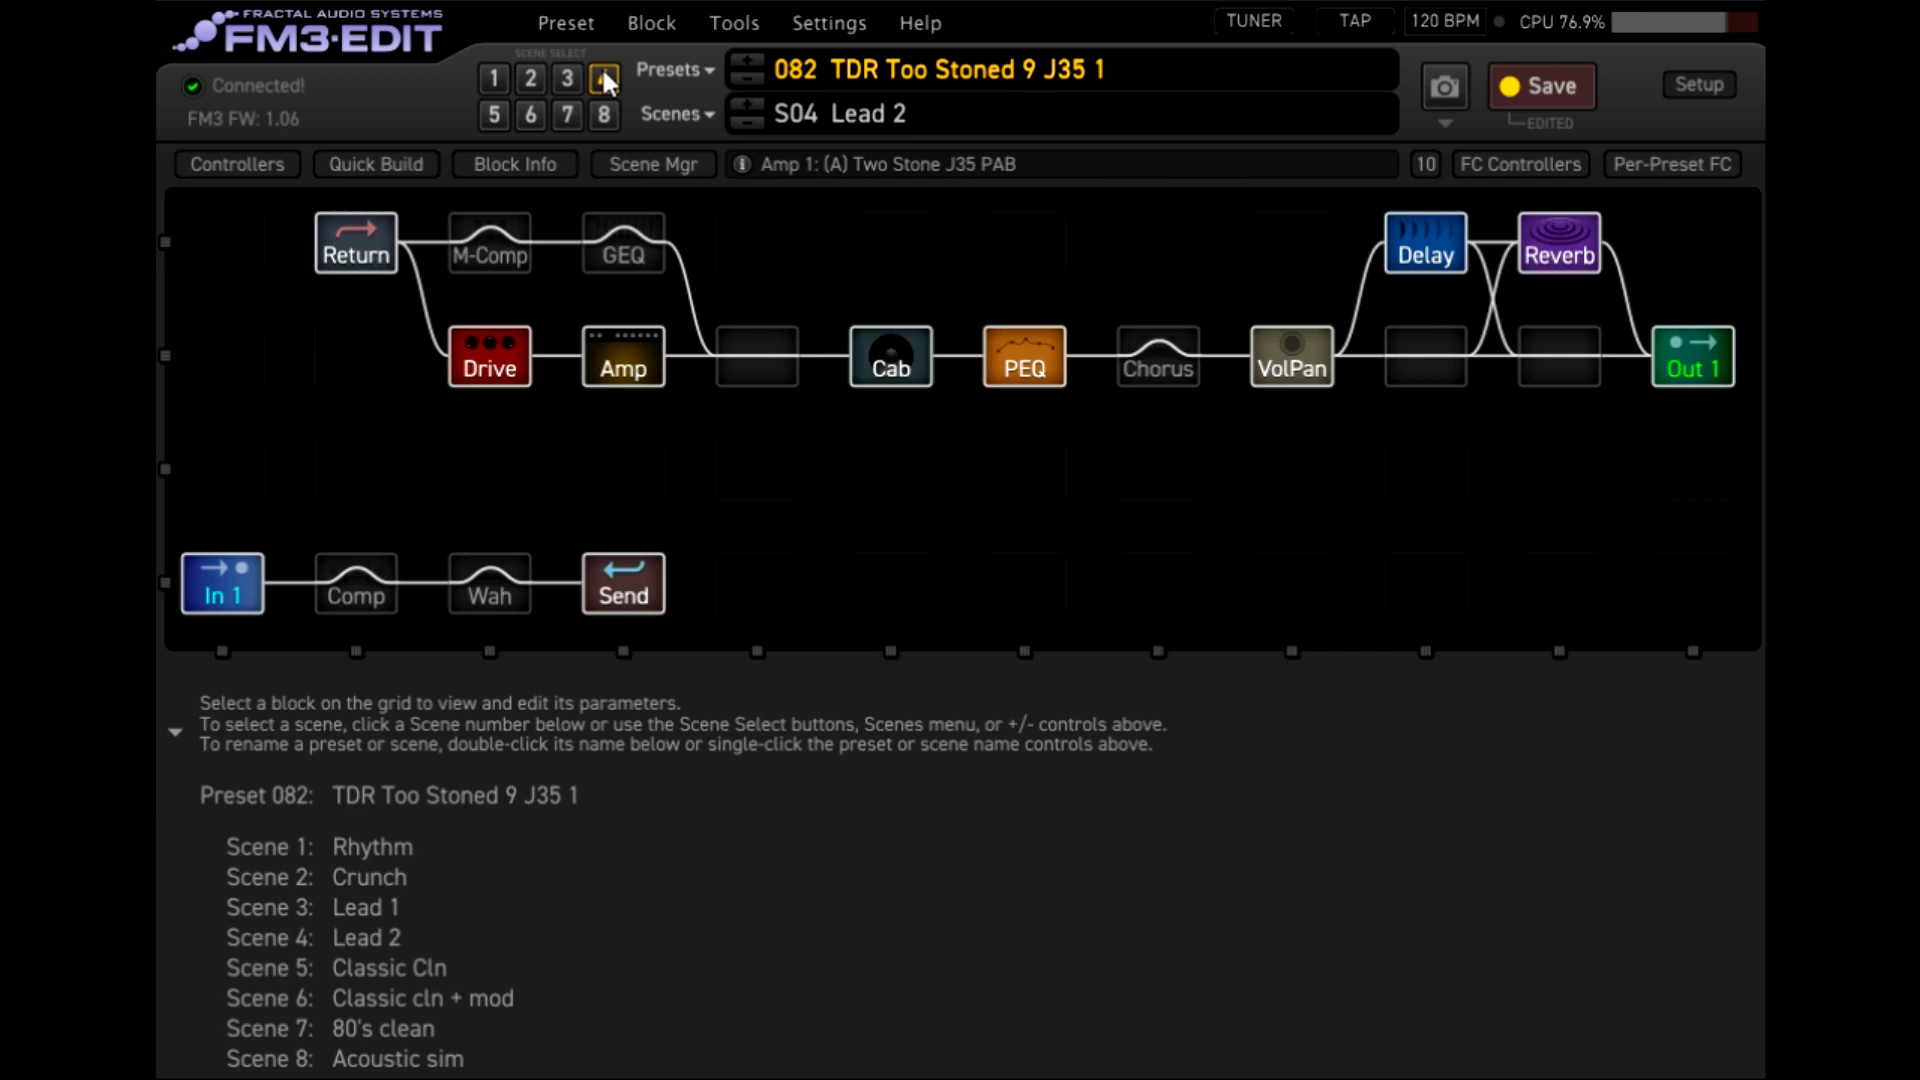 FRACTAL AUDIO SYSTEMS
FM3·EDIT
Preset Block Tools Settings Help
TUNER TAP 120 BPM CPU 76.9%
Connected!
FM3 FW: 1.06
SCENE SELECT
1 2 3 4
5 6 7 8
Presets
082 TDR Too Stoned 9 J35 1
Scenes
S04 Lead 2
Save
EDITED
Setup
Controllers Quick Build Block Info Scene Mgr
Amp 1: (A) Two Stone J35 PAB
10 FC Controllers Per-Preset FC
Return M-Comp GEQ Delay Reverb
Drive Amp Cab PEQ Chorus VolPan Out 1
In 1 Comp Wah Send
Select a block on the grid to view and edit its parameters.
To select a scene, click a Scene number below or use the Scene Select buttons, Scenes menu, or +/- controls above.
To rename a preset or scene, double-click its name below or single-click the preset or scene name controls above.
Preset 082: TDR Too Stoned 9 J35 1
Scene 1: Rhythm
Scene 2: Crunch
Scene 3: Lead 1
Scene 4: Lead 2
Scene 5: Classic Cln
Scene 6: Classic cln + mod
Scene 7: 80's clean
Scene 8: Acoustic sim